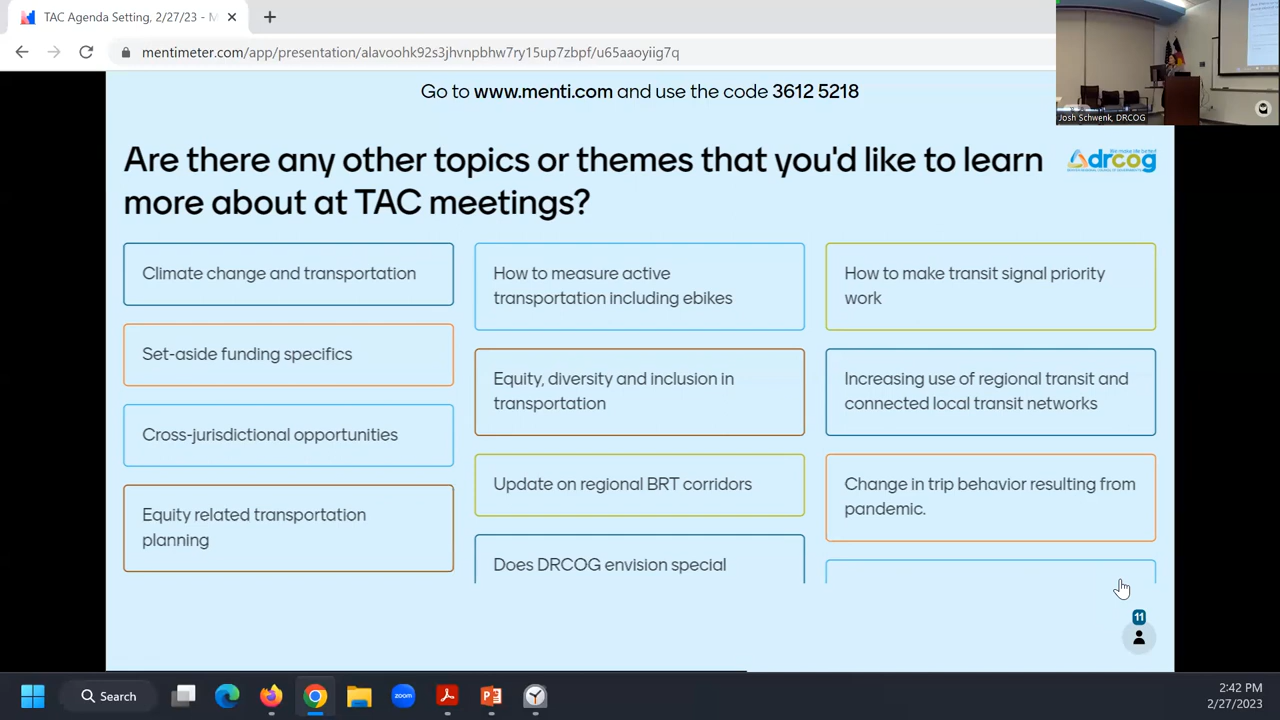 TAC Agenda Setting, 2/27/23 - M
mentimeter.com/app/presentation/alavoohk92s3jhvnpbhw7ry15up7zbpf/u65aaoyiig7q
Go to www.menti.com and use the code 3612 5218
Josh Schwenk, DRCOG
Are there any other topics or themes that you'd like to learn
more about at TAC meetings?
drcog
Climate change and transportation
Set-aside funding specifics
Cross-jurisdictional opportunities
Equity related transportation
planning
How to measure active
transportation including ebikes
Equity, diversity and inclusion in
transportation
Update on regional BRT corridors
Does DRCOG envision special
How to make transit signal priority
work
Increasing use of regional transit and
connected local transit networks
Change in trip behavior resulting from
pandemic.
11
Search
zoom
2:42 PM
2/27/2023